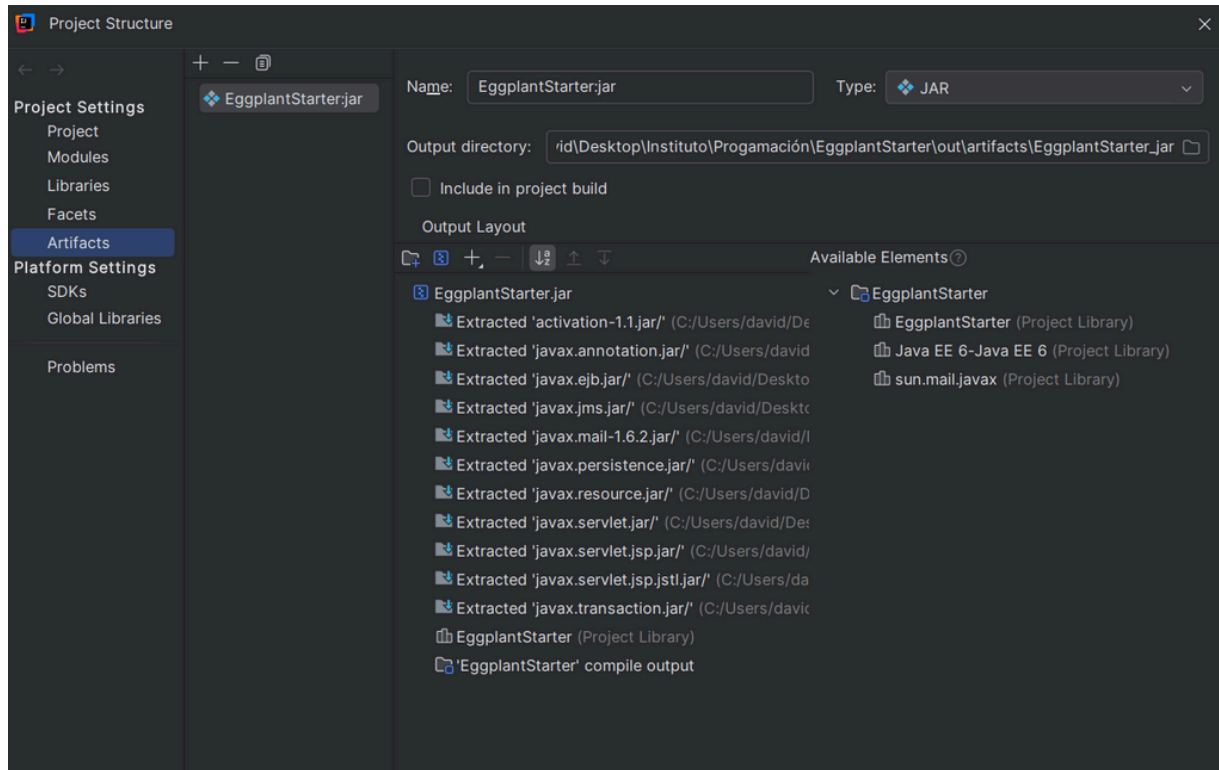 Project Structure
Project Settings
Project
Modules
Libraries
Facets
Artifacts
Platform Settings
SDKs
Global Libraries
Problems
EggplantStarter:jar
Name: EggplantStarter:jar Type: JAR
Output directory: rid\Desktop\Instituto\Progamación\EggplantStarter\out\artifacts\EggplantStarter_jar
Include in project build
Output Layout
EggplantStarter.jar
Extracted 'activation-1.1.jar/' (C:/Users/david/De
Extracted 'javax.annotation.jar/' (C:/Users/david
Extracted 'javax.ejb.jar/' (C:/Users/david/Deskto
Extracted 'javax.jms.jar/' (C:/Users/david/Deskto
Extracted 'javax.mail-1.6.2.jar/' (C:/Users/david/
Extracted 'javax.persistence.jar/' (C:/Users/davi
Extracted 'javax.resource.jar/' (C:/Users/david/D
Extracted 'javax.servlet.jar/' (C:/Users/david/Des
Extracted 'javax.servlet.jsp.jar/' (C:/Users/david/
Extracted 'javax.servlet.jsp.jstl.jar/' (C:/Users/da
Extracted 'javax.transaction.jar/' (C:/Users/davi
EggplantStarter (Project Library)
'EggplantStarter' compile output
Available Elements
EggplantStarter
EggplantStarter (Project Library)
Java EE 6-Java EE 6 (Project Library)
sun.mail.javax (Project Library)